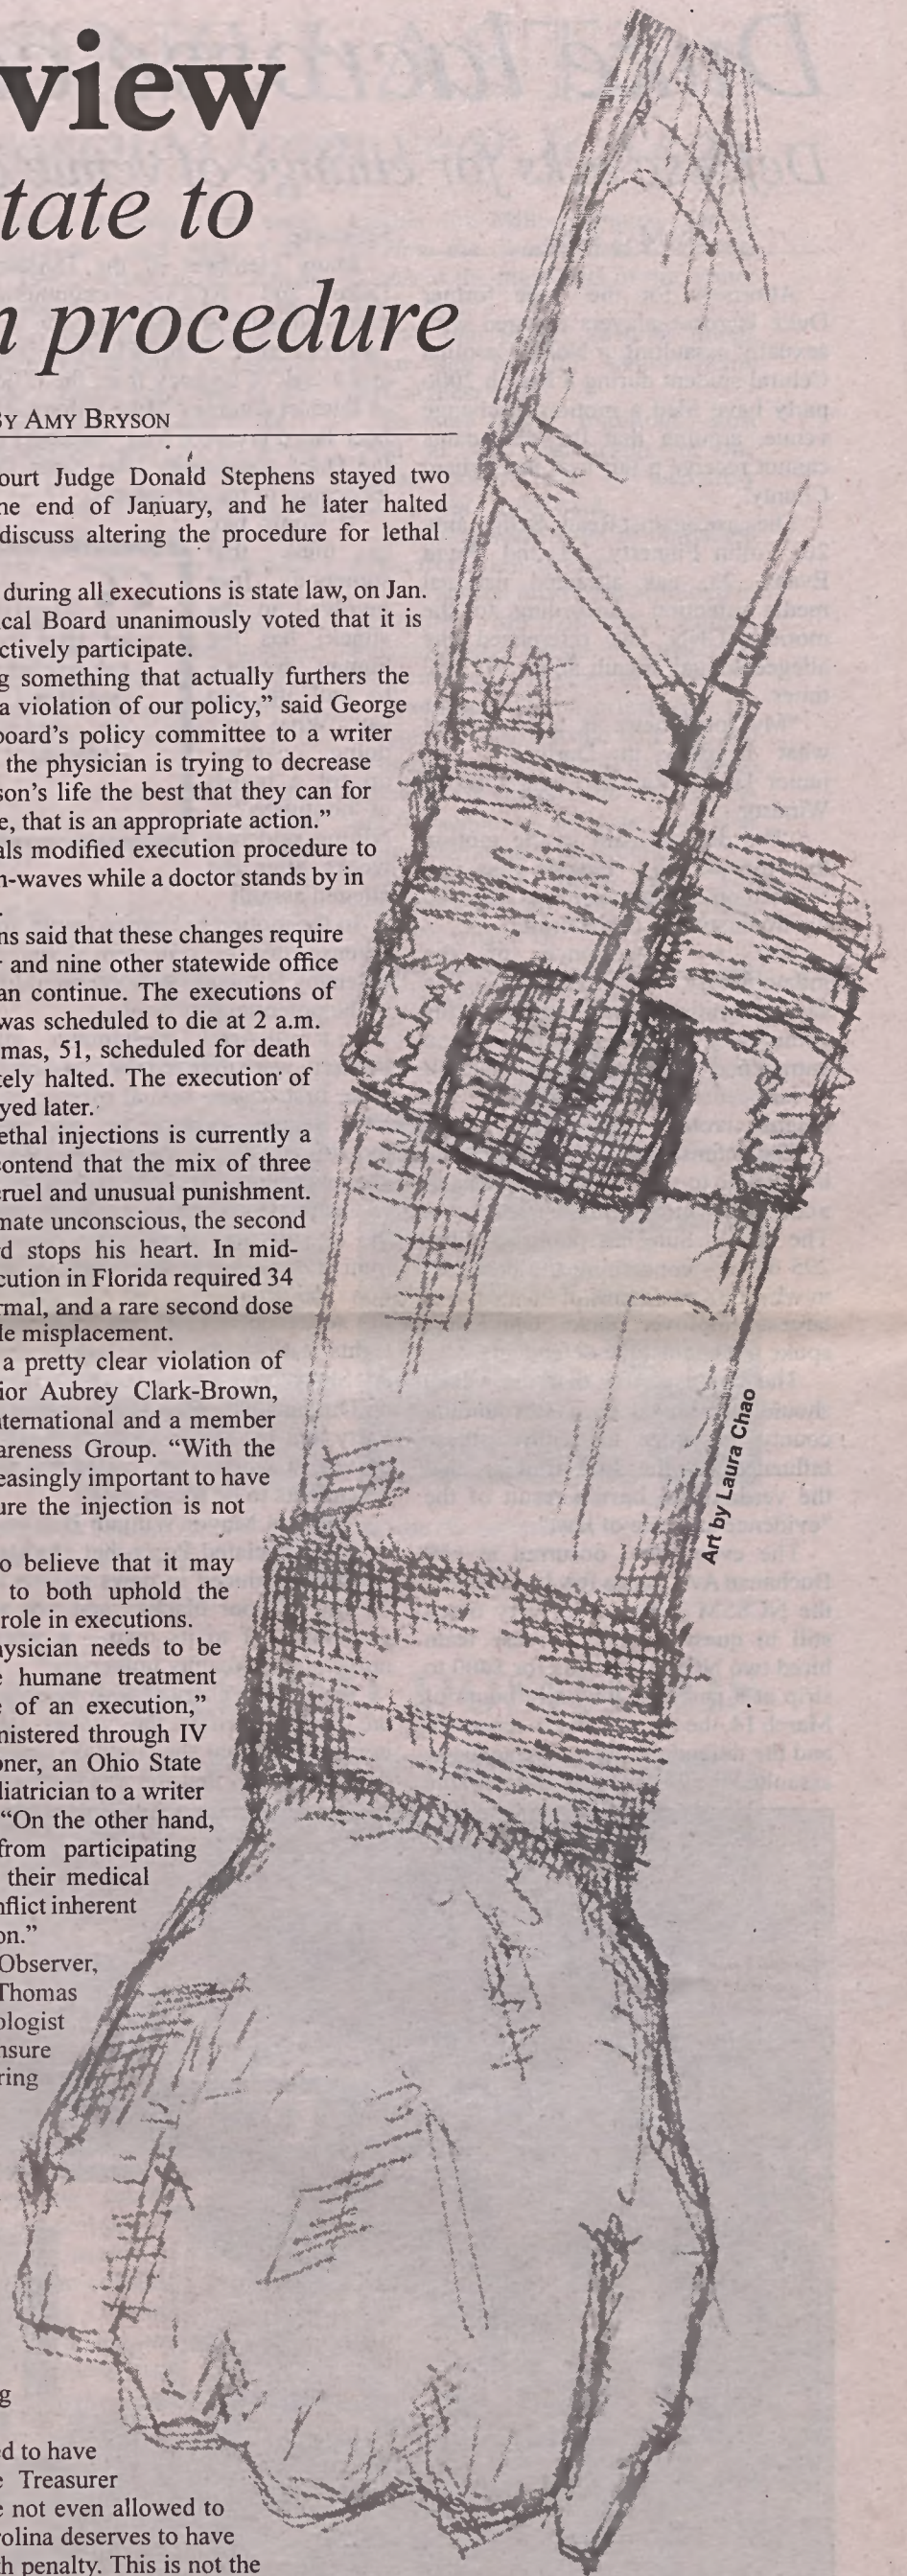 view
tate to
n procedure
BY AMY BRYSON
ourt Judge Donald Stephens stayed two
ne end of January, and he later halted
discuss altering the procedure for lethal
during all executions is state law, on Jan.
ical Board unanimously voted that it is
ctively participate.
g something that actually furthers the
a violation of our policy,” said George
board’s policy committee to a writer
the physician is trying to decrease
son’s life the best that they can for
e, that is an appropriate action.”
als modified execution procedure to
n-waves while a doctor stands by in
.
ns said that these changes require
r and nine other statewide office
an continue. The executions of
was scheduled to die at 2 a.m.
mas, 51, scheduled for death
tely halted. The execution of
yed later.
ethal injections is currently a
contend that the mix of three
cruel and unusual punishment.
mate unconscious, the second
rd stops his heart. In mid-
cution in Florida required 34
rmal, and a rare second dose
le misplacement.
a pretty clear violation of
ior Aubrey Clark-Brown,
nternational and a member
areness Group. “With the
easingly important to have
ure the injection is not
o believe that it may
to both uphold the
role in executions.
hysician needs to be
e humane treatment
e of an execution,”
nistered through IV
oner, an Ohio State
diatrician to a writer
“On the other hand,
from participating
their medical
nflict inherent
on.”
Observer,
Thomas
ologist
nsure
ring
g
ed to have
e Treasurer
e not even allowed to
rolina deserves to have
h penalty. This is not the
Art by Laura Chao